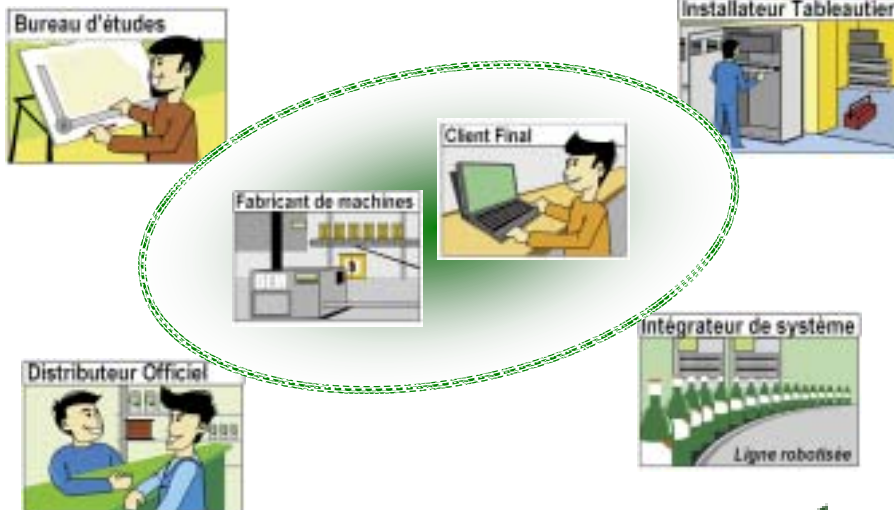 Bureau d'études
Installateur Tableautier
Client Final
Fabricant de machines
Intégrateur de système
Distributeur Officiel
Ligne robotisée